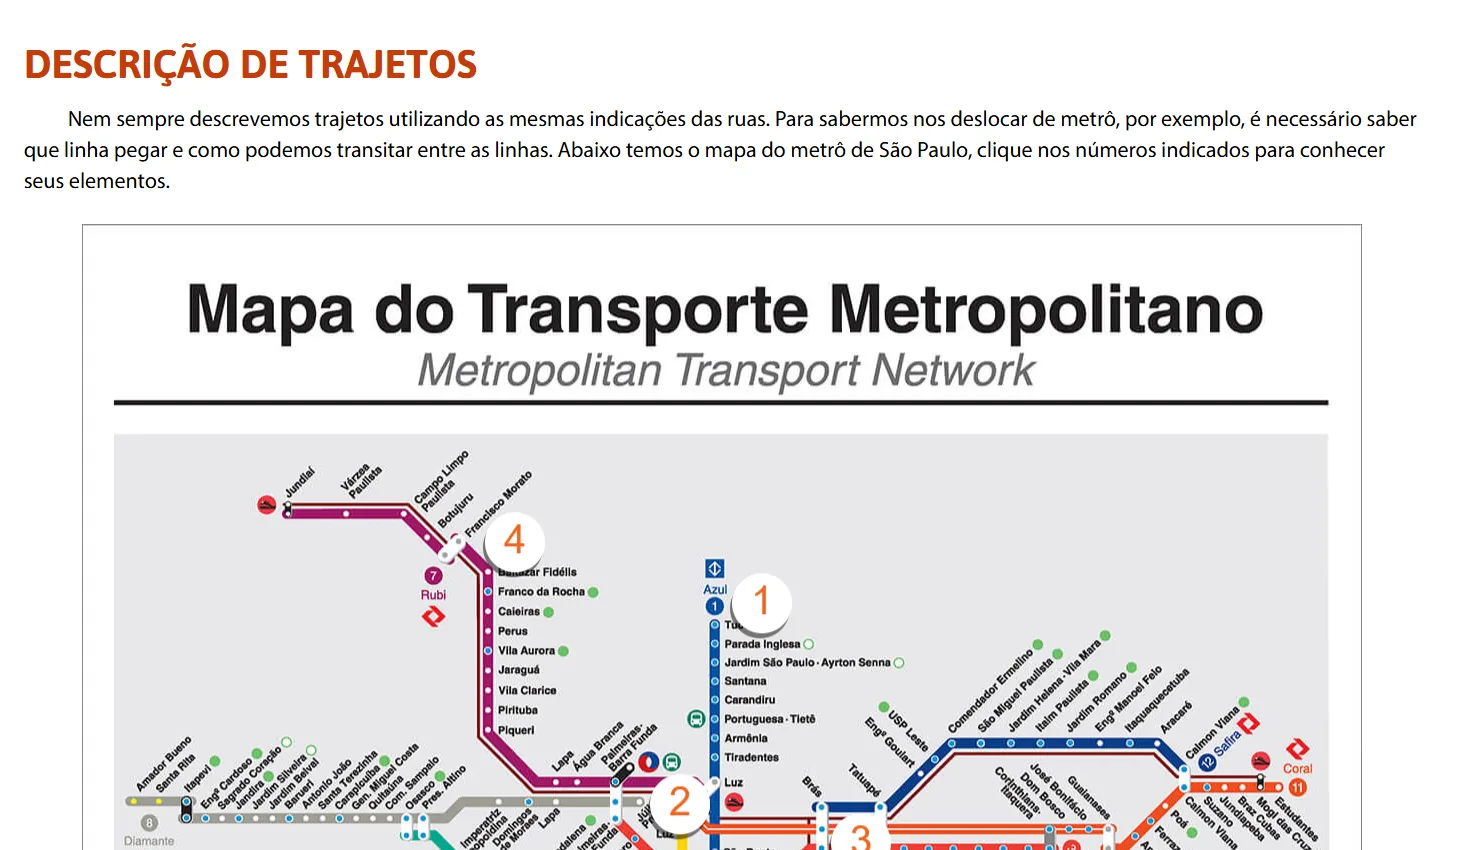 DESCRIÇÃO DE TRAJETOS
Nem sempre descrevemos trajetos utilizando as mesmas indicações das ruas. Para sabermos nos deslocar de metrô, por exemplo, é necessário saber
que linha pegar e como podemos transitar entre as linhas. Abaixo temos o mapa do metrô de São Paulo, clique nos números indicados para conhecer
seus elementos.
Mapa do Transporte Metropolitano
Metropolitan Transport Network
Jundiaí
Várzea
Paulista
Campo Limpo
Paulista
Botujuru
Francisco Morato
4
7
Rubi
Baltazar Fidélis
Franco da Rocha
Caieiras
Perus
Vila Aurora
Jaraguá
Vila Clarice
Pirituba
Piqueri
Lapa
Água Branca
Palmeiras-
Barra Funda
Azul
1
1
Parada Inglesa
Jardim São Paulo · Ayrton Senna
Santana
Carandiru
Portuguesa · Tietê
Armênia
Tiradentes
Luz
2
3
Brás
Tatuapé
Engº Goulart
USP Leste
Comendador Ermelino
São Miguel Paulista
Jardim Helena · Vila Mara
Itaim Paulista
Jardim Romano
Engº Manoel Feio
Itaquaquecetuba
Aracaré
Calmon Viana
12 Safira
Coral
11
Corinthians-
Itaquera
Dom Bosco
José Bonifácio
Guaianases
Poá
Calmon Viana
Suzano
Jundiapeba
Braz Cubas
Mogi das Cruzes
Estudantes
Amador Bueno
Santa Rita
Itapevi
Engº Cardoso
Sagrado Coração
Jandira
Jardim Silveira
Jardim Belval
Barueri
Antonio João
Santa Terezinha
Carapicuíba
Gen. Miguel Costa
Quitaúna
Com. Sampaio
Osasco
Pres. Altino
Imperatriz
Leopoldina
Domingos
de Moraes
Lapa
8
Diamante
Luz